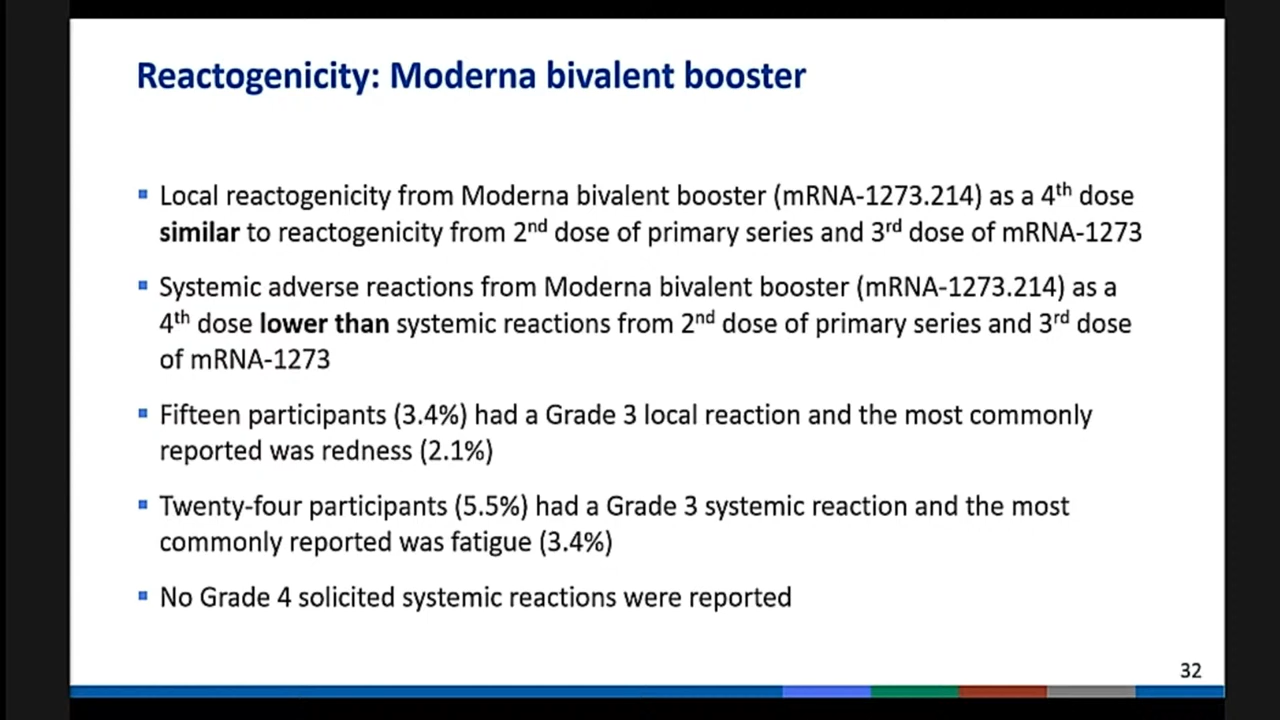 Reactogenicity: Moderna bivalent booster
▪ Local reactogenicity from Moderna bivalent booster (mRNA-1273.214) as a 4th dose
similar to reactogenicity from 2nd dose of primary series and 3rd dose of mRNA-1273
▪ Systemic adverse reactions from Moderna bivalent booster (mRNA-1273.214) as a
4th dose lower than systemic reactions from 2nd dose of primary series and 3rd dose
of mRNA-1273
▪ Fifteen participants (3.4%) had a Grade 3 local reaction and the most commonly
reported was redness (2.1%)
▪ Twenty-four participants (5.5%) had a Grade 3 systemic reaction and the most
commonly reported was fatigue (3.4%)
▪ No Grade 4 solicited systemic reactions were reported
32